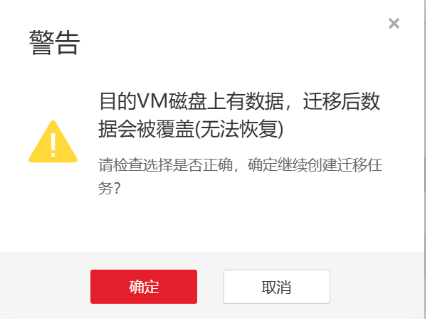 警告
目的VM磁盘上有数据，迁移后数
据会被覆盖(无法恢复)
请检查选择是否正确，确定继续创建迁移任
务？
确定
取消